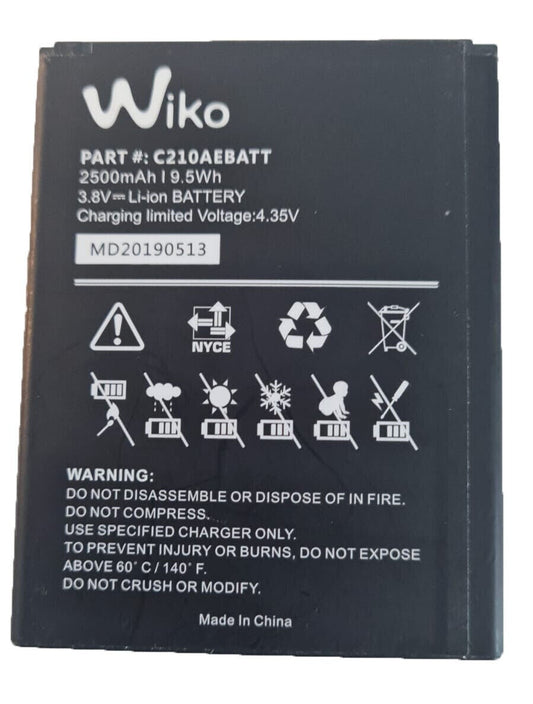 Wiko
PART #: C210AEBATT
2500mAh I 9.5Wh
3.8V⎓ Li-ion BATTERY
Charging limited Voltage:4.35V
MD20190513
NYCE
WARNING:
DO NOT DISASSEMBLE OR DISPOSE OF IN FIRE.
DO NOT COMPRESS.
USE SPECIFIED CHARGER ONLY.
TO PREVENT INJURY OR BURNS, DO NOT EXPOSE
ABOVE 60° C / 140° F.
DO NOT CRUSH OR MODIFY.
Made In China